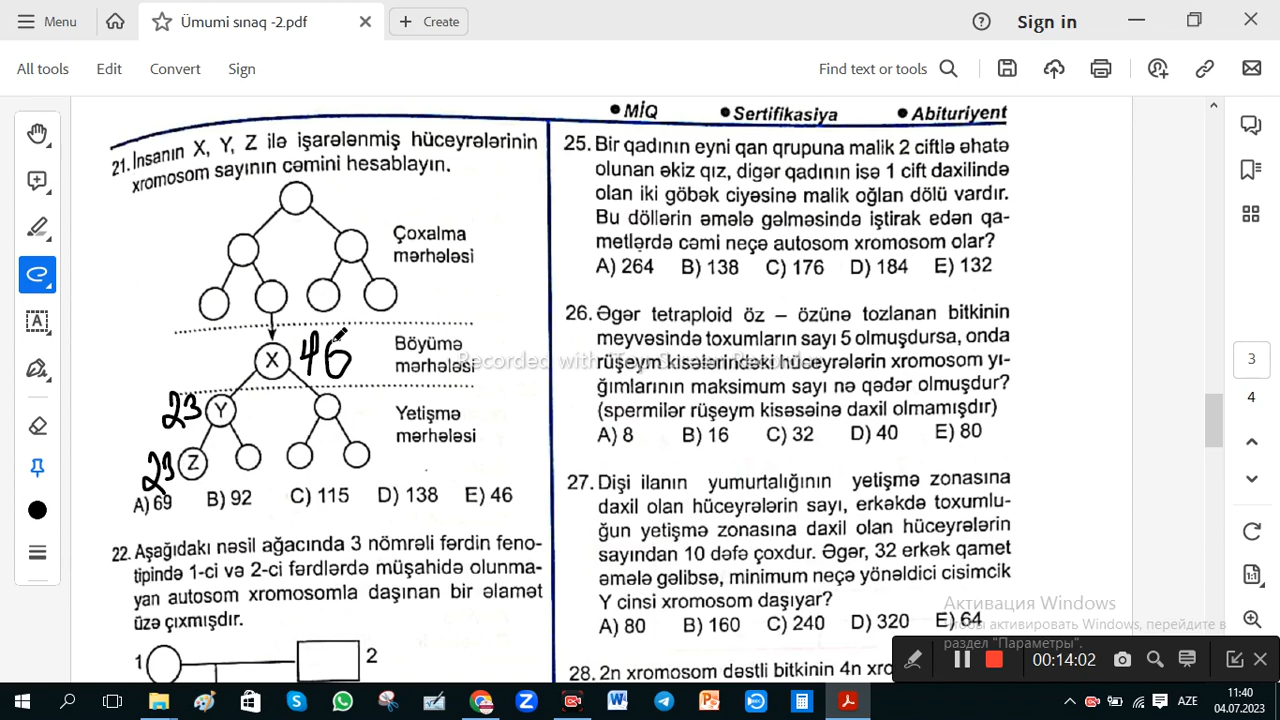 Menu
Ümumi sınaq -2.pdf
Create
Sign in
All tools
Edit
Convert
Sign
Find text or tools
• MİQ • Sertifikasiya • Abituriyent
21. İnsanın X, Y, Z ilə işarələnmiş hüceyrələrinin
xromosom sayının cəmini hesablayın.
Çoxalma
mərhələsi
X 46
Böyümə
mərhələsi
23 Y
Yetişmə
mərhələsi
23 Z
A) 69 B) 92 C) 115 D) 138 E) 46
22. Aşağıdakı nəsil ağacında 3 nömrəli fərdin feno-
tipində 1-ci və 2-ci fərdlərdə müşahidə olunma-
yan autosom xromosomla daşınan bir əlamət
üzə çıxmışdır.
1 2
25. Bir qadının eyni qan qrupuna malik 2 ciftlə əhatə
olunan əkiz qız, digər qadının isə 1 cift daxilində
olan iki göbək ciyəsinə malik oğlan dölü vardır.
Bu döllərin əmələ gəlməsində iştirak edən qa-
metlərdə cəmi neçə autosom xromosom olar?
A) 264 B) 138 C) 176 D) 184 E) 132
26. Əgər tetraploid öz – özünə tozlanan bitkinin
meyvəsində toxumların sayı 5 olmuşdursa, onda
rüşeym kisələrindəki hüceyrələrin xromosom yı-
ğımlarının maksimum sayı nə qədər olmuşdur?
(spermilər rüşeym kisəsəinə daxil olmamışdır)
A) 8 B) 16 C) 32 D) 40 E) 80
27. Dişi ilanın yumurtalığının yetişmə zonasına
daxil olan hüceyrələrin sayı, erkəkdə toxumlu-
ğun yetişmə zonasına daxil olan hüceyrələrin
sayından 10 dəfə çoxdur. Əgər, 32 erkək qamet
əmələ gəlibsə, minimum neçə yönəldici cisimcik
Y cinsi xromosom daşıyar?
A) 80 B) 160 C) 240 D) 320 E) 64
28. 2n xromosom dəstli bitkinin 4n xro
Recorded with iTop Screen Recorder
3
4
Активация Windows
Чтобы активировать Windows, перейдите в
раздел "Параметры".
00:14:02
AZE
11:40
04.07.2023